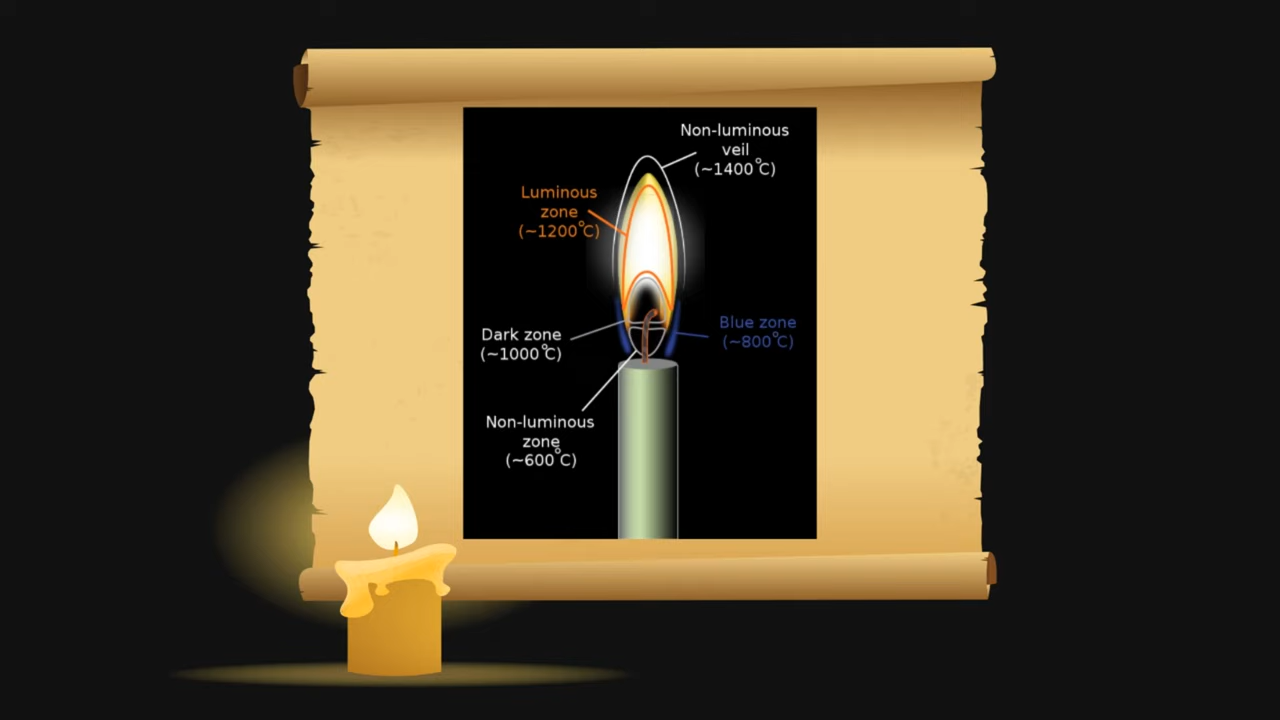 Non-luminous
veil
(~1400°C)
Luminous
zone
(~1200°C)
Dark zone
(~1000°C)
Blue zone
(~800°C)
Non-luminous
zone
(~600°C)